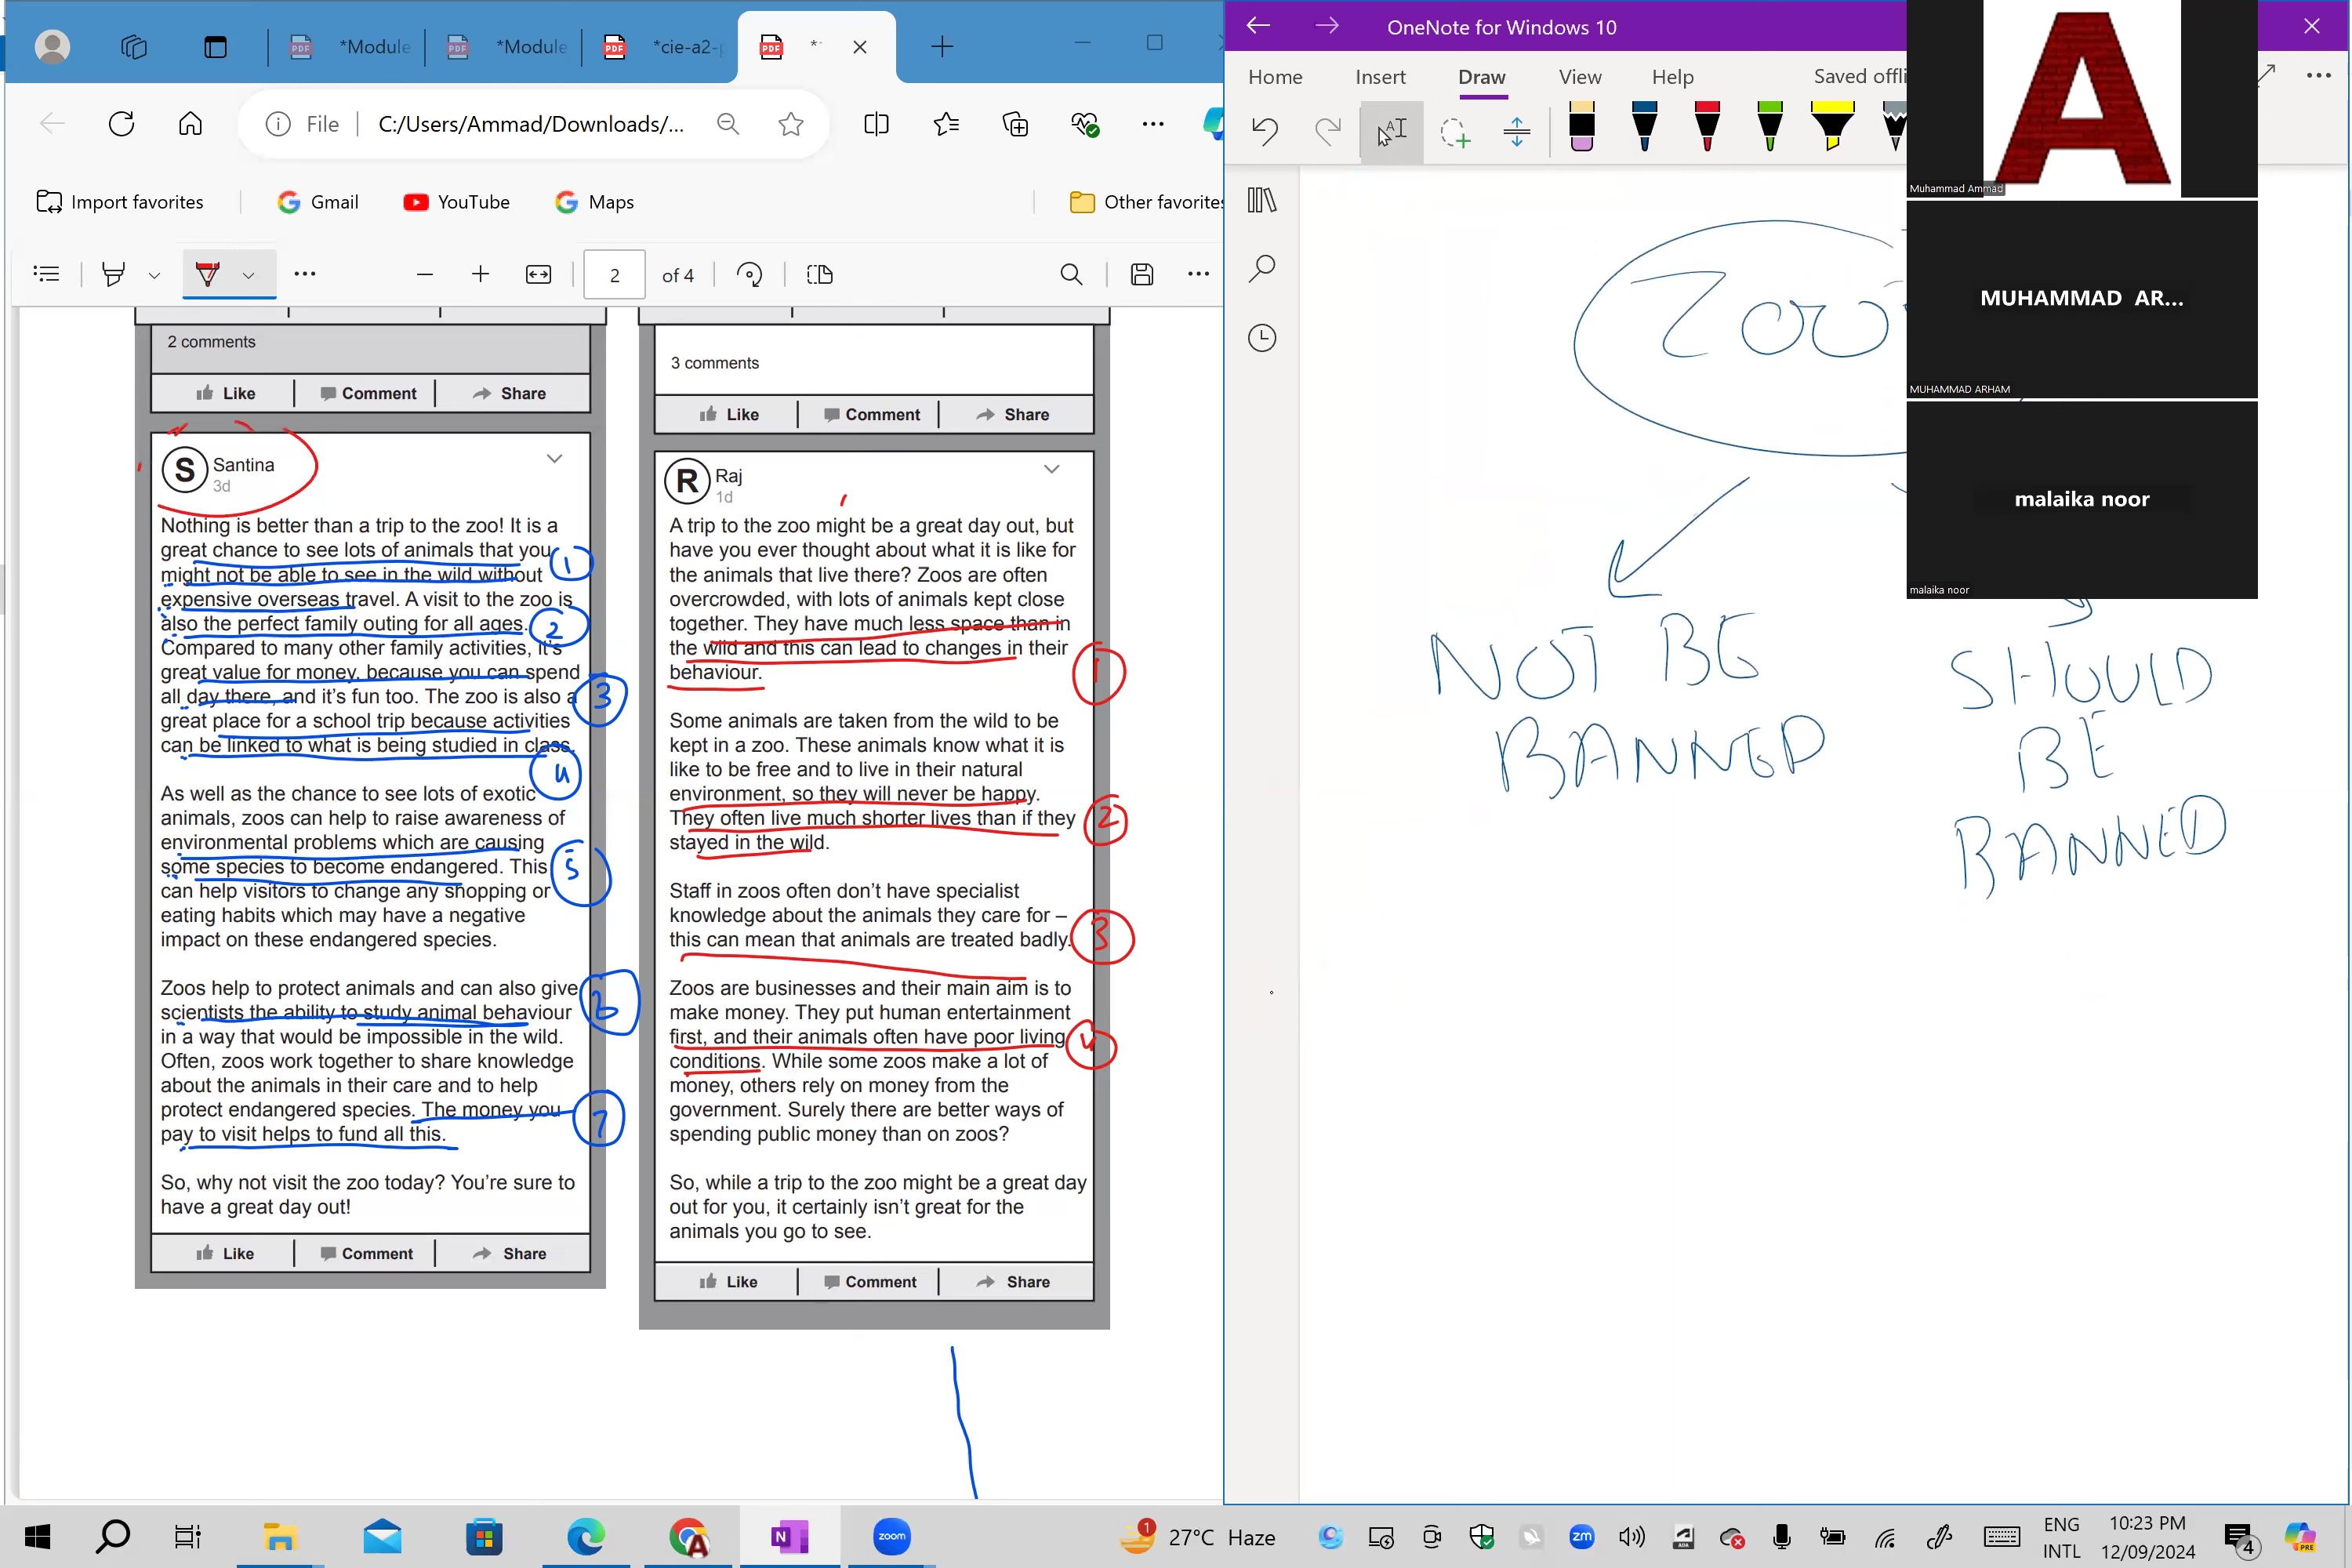 *Module
*Module
*cie-a2-
File
C:/Users/Ammad/Downloads/...
Import favorites
Gmail
YouTube
Maps
Other favorites
2
of 4
2 comments
Like
Comment
Share
S
Santina
3d
Nothing is better than a trip to the zoo! It is a
great chance to see lots of animals that you
might not be able to see in the wild without
expensive overseas travel. A visit to the zoo is
also the perfect family outing for all ages.
Compared to many other family activities, it's
great value for money, because you can spend
all day there, and it's fun too. The zoo is also a
great place for a school trip because activities
can be linked to what is being studied in class.
1
2
3
4
As well as the chance to see lots of exotic
animals, zoos can help to raise awareness of
environmental problems which are causing
some species to become endangered. This
can help visitors to change any shopping or
eating habits which may have a negative
impact on these endangered species.
5
Zoos help to protect animals and can also give
scientists the ability to study animal behaviour
in a way that would be impossible in the wild.
Often, zoos work together to share knowledge
about the animals in their care and to help
protect endangered species. The money you
pay to visit helps to fund all this.
6
7
So, why not visit the zoo today? You're sure to
have a great day out!
Like
Comment
Share
3 comments
Like
Comment
Share
R
Raj
1d
A trip to the zoo might be a great day out, but
have you ever thought about what it is like for
the animals that live there? Zoos are often
overcrowded, with lots of animals kept close
together. They have much less space than in
the wild and this can lead to changes in their
behaviour.
1
Some animals are taken from the wild to be
kept in a zoo. These animals know what it is
like to be free and to live in their natural
environment, so they will never be happy.
They often live much shorter lives than if they
stayed in the wild.
2
Staff in zoos often don't have specialist
knowledge about the animals they care for –
this can mean that animals are treated badly.
3
Zoos are businesses and their main aim is to
make money. They put human entertainment
first, and their animals often have poor living
conditions. While some zoos make a lot of
money, others rely on money from the
government. Surely there are better ways of
spending public money than on zoos?
4
So, while a trip to the zoo might be a great day
out for you, it certainly isn't great for the
animals you go to see.
Like
Comment
Share
OneNote for Windows 10
Home
Insert
Draw
View
Help
Saved offli
A
Muhammad Ammad
MUHAMMAD AR...
MUHAMMAD ARHAM
malaika noor
malaika noor
ZOO
NOT BE
BANNED
SHOULD
BE
BANNED
zoom
1
27°C Haze
zm
ENG
INTL
10:23 PM
12/09/2024
4
PRE